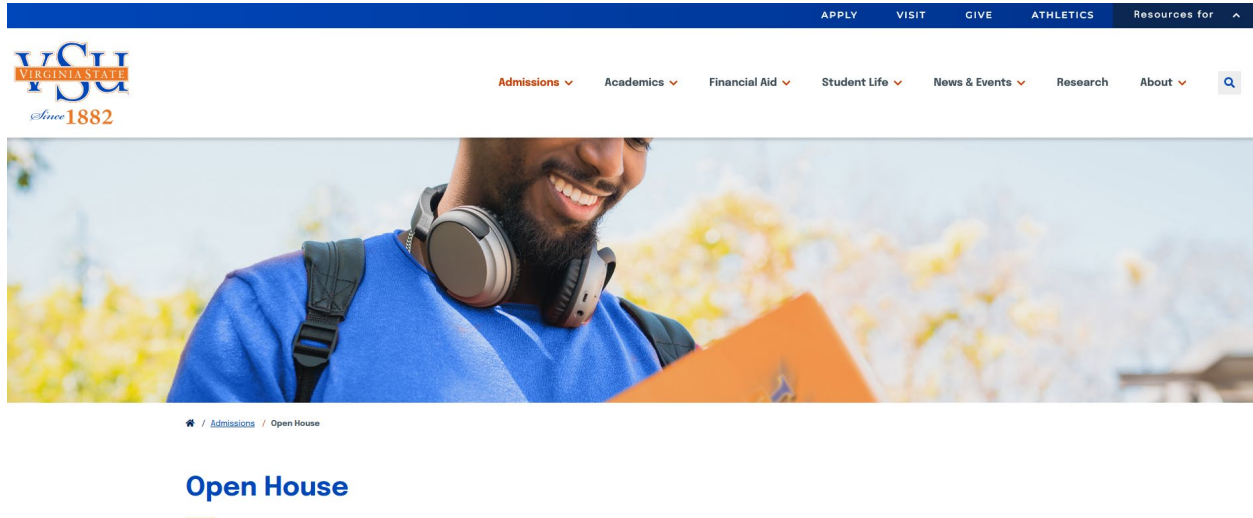 APPLY VISIT GIVE ATHLETICS Resources for
VSU
VIRGINIA STATE
Since 1882
Admissions Academics Financial Aid Student Life News & Events Research About
/ Admissions / Open House
Open House